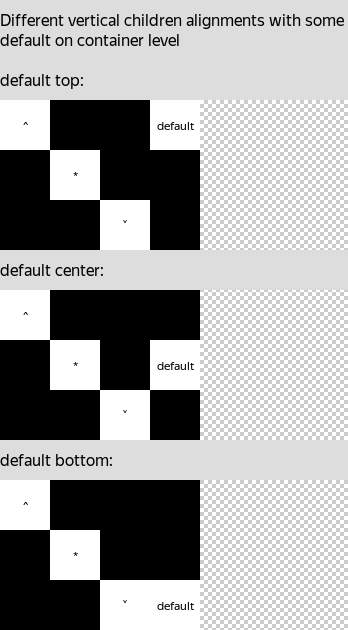 Different vertical children alignments with some
default on container level
default top:
^ default
*
ᵛ
default center:
^
* default
ᵛ
default bottom:
^
*
ᵛ default